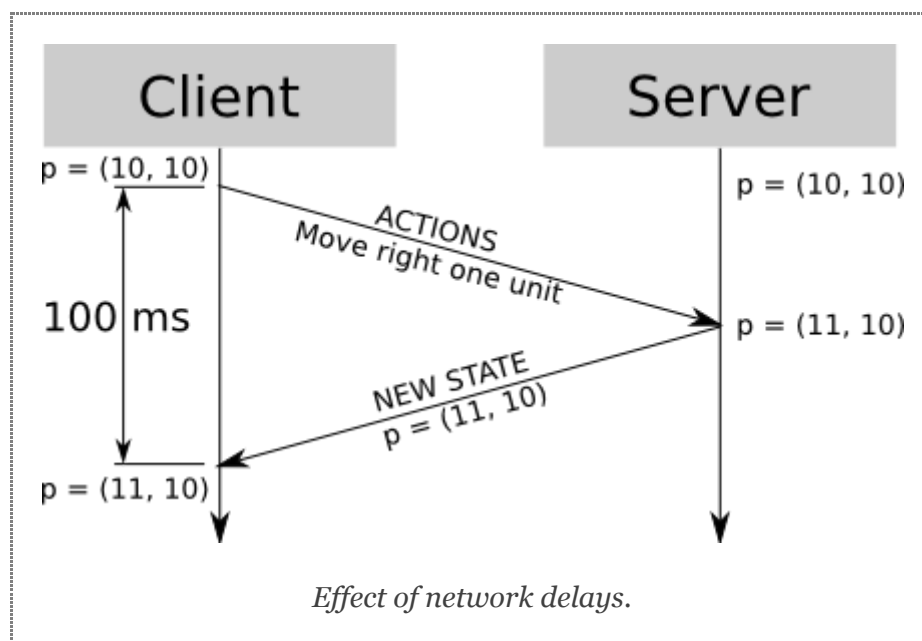 Client
Server
p = (10, 10)
p = (10, 10)
ACTIONS
Move right one unit
100 ms
p = (11, 10)
NEW STATE
p = (11, 10)
p = (11, 10)
Effect of network delays.